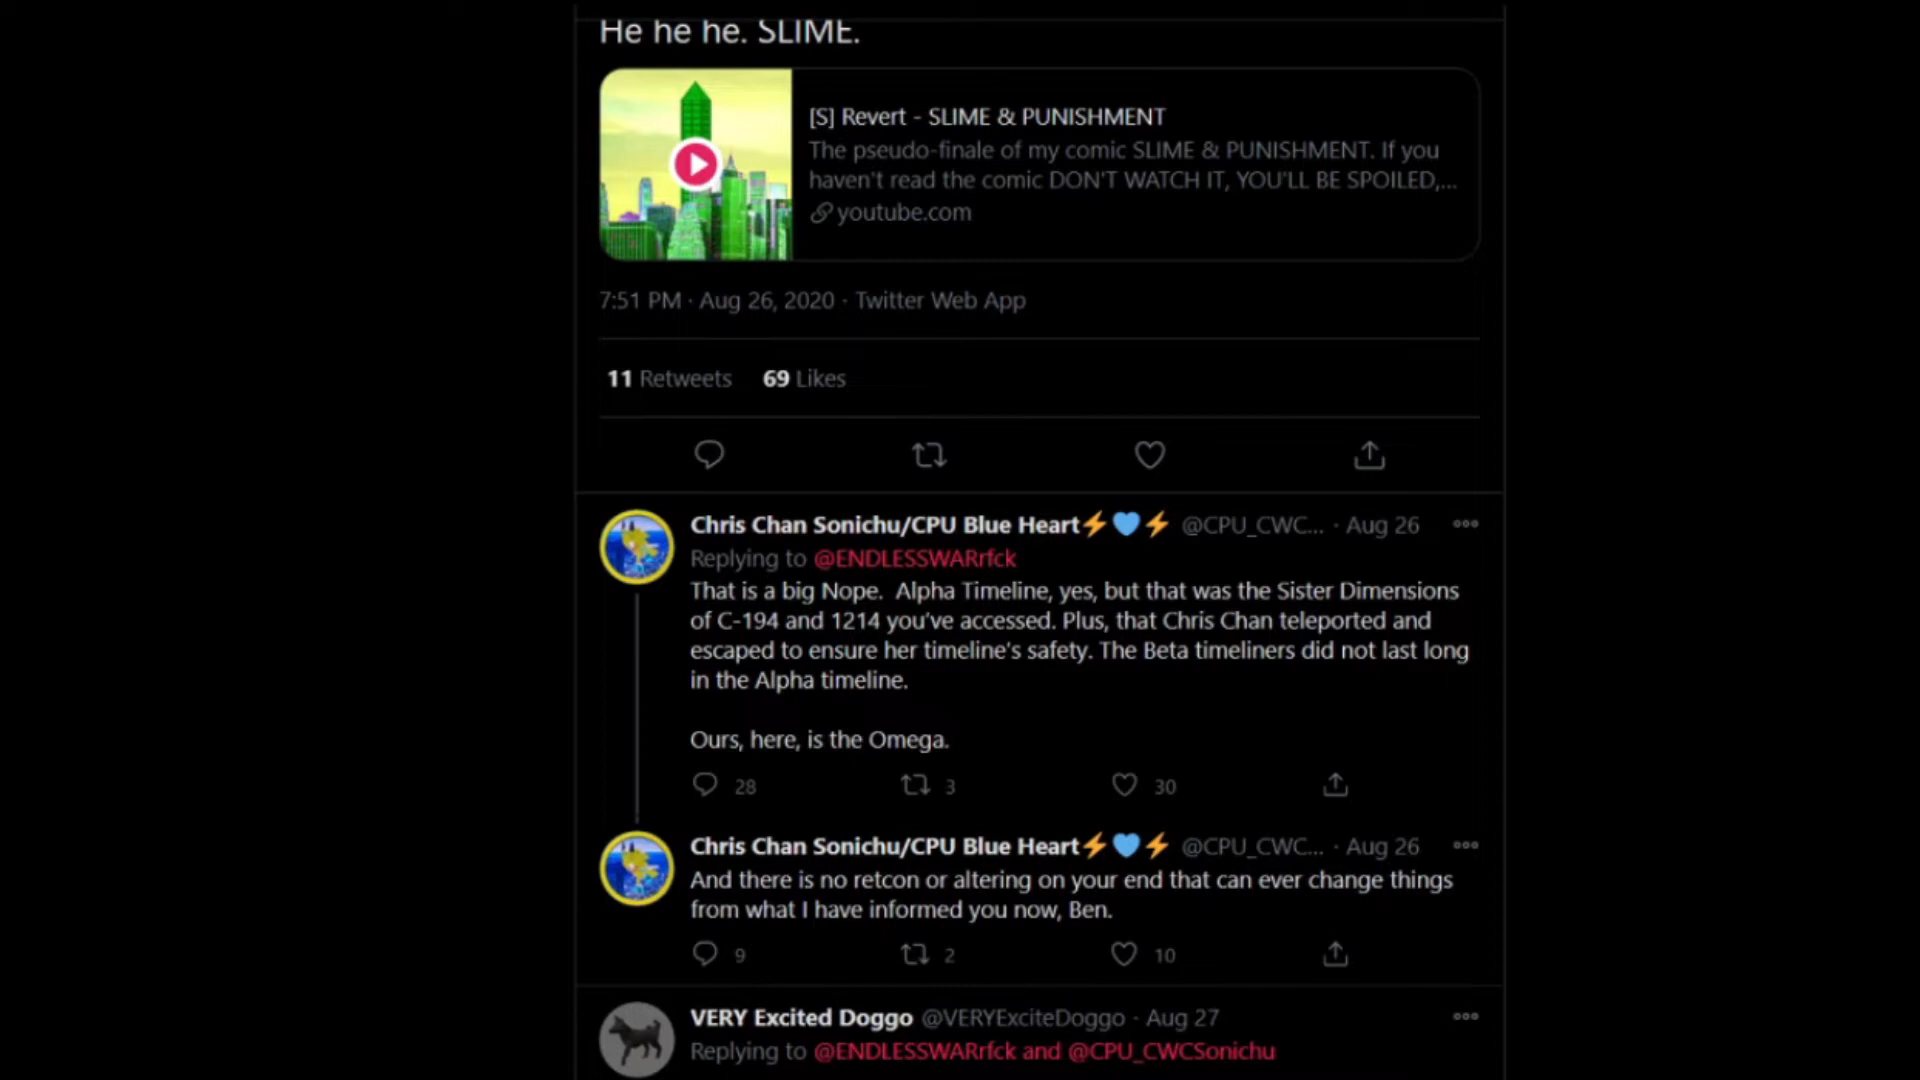 He he he. SLIME.
[S] Revert - SLIME & PUNISHMENT
The pseudo-finale of my comic SLIME & PUNISHMENT. If you
haven't read the comic DON'T WATCH IT, YOU'LL BE SPOILED,...
youtube.com
7:51 PM · Aug 26, 2020 · Twitter Web App
11 Retweets 69 Likes
Chris Chan Sonichu/CPU Blue Heart⚡💙⚡ @CPU_CWC... · Aug 26
Replying to @ENDLESSWARrfck
That is a big Nope. Alpha Timeline, yes, but that was the Sister Dimensions
of C-194 and 1214 you've accessed. Plus, that Chris Chan teleported and
escaped to ensure her timeline's safety. The Beta timeliners did not last long
in the Alpha timeline.
Ours, here, is the Omega.
28 3 30
Chris Chan Sonichu/CPU Blue Heart⚡💙⚡ @CPU_CWC... · Aug 26
And there is no retcon or altering on your end that can ever change things
from what I have informed you now, Ben.
9 2 10
VERY Excited Doggo @VERYExciteDoggo · Aug 27
Replying to @ENDLESSWARrfck and @CPU_CWCSonichu